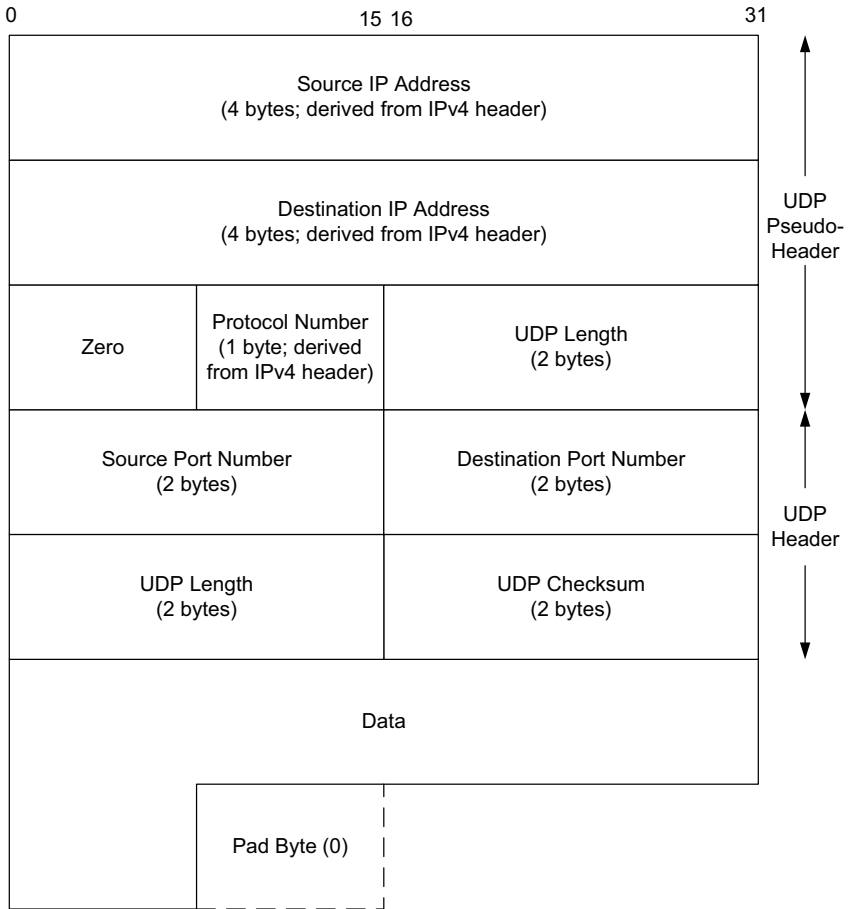 0 15 16 31
Source IP Address
(4 bytes; derived from IPv4 header)
Destination IP Address
(4 bytes; derived from IPv4 header)
UDP
Pseudo-
Header
Zero
Protocol Number
(1 byte; derived
from IPv4 header)
UDP Length
(2 bytes)
Source Port Number
(2 bytes)
Destination Port Number
(2 bytes)
UDP
Header
UDP Length
(2 bytes)
UDP Checksum
(2 bytes)
Data
Pad Byte (0)